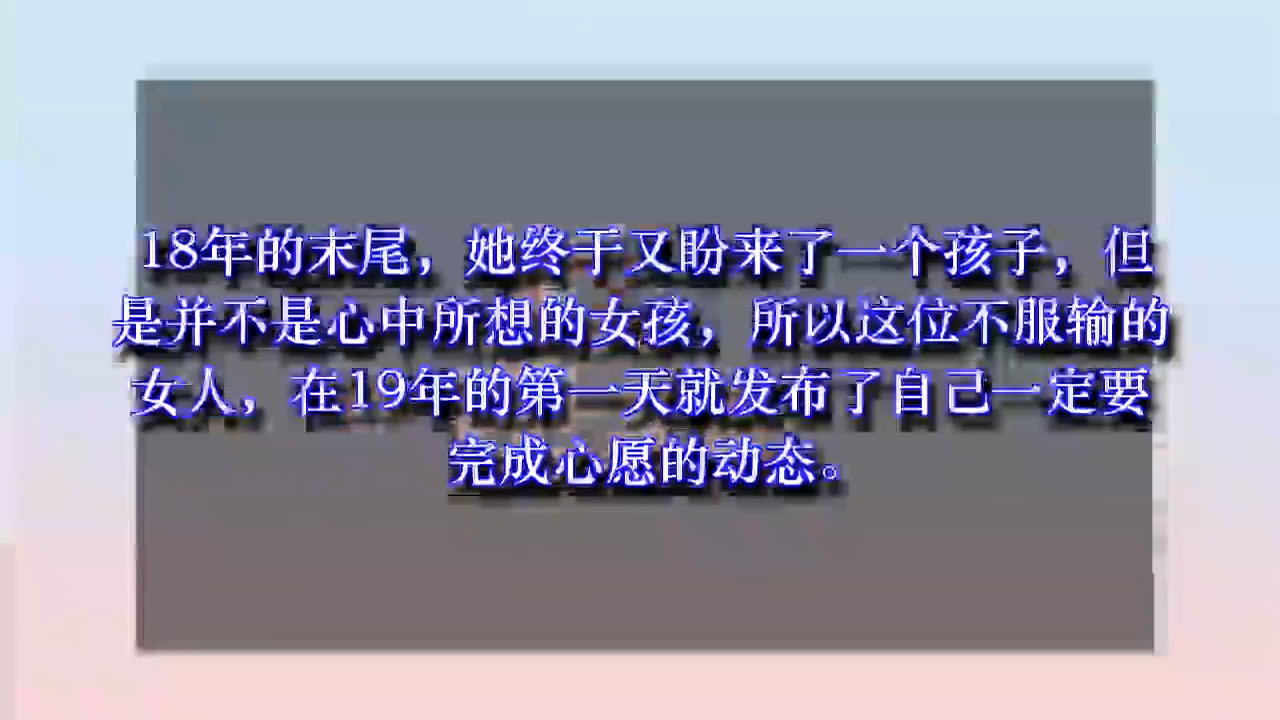 18年的末尾，她终于又盼来了一个孩子，但
是并不是心中所想的女孩，所以这位不服输的
女人，在19年的第一天就发布了自己一定要
完成心愿的动态。